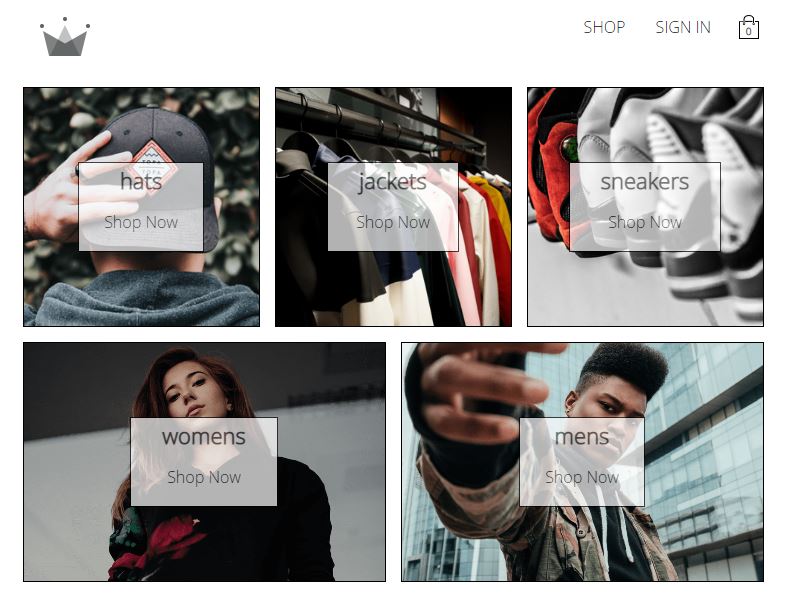 SHOP
SIGN IN
0
hats
Shop Now
jackets
Shop Now
sneakers
Shop Now
womens
Shop Now
mens
Shop Now